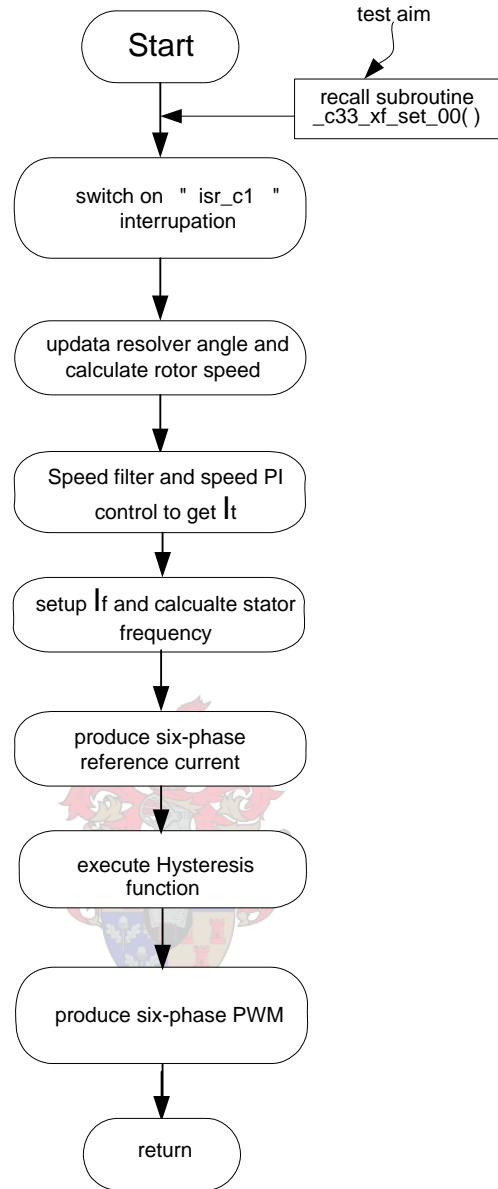 test aim
Start
recall subroutine
_c33_xf_set_00( )
switch on " isr_c1 "
interrupation
updata resolver angle and
calculate rotor speed
Speed filter and speed PI
control to get It
setup If and calcualte stator
frequency
produce six-phase
reference current
execute Hysteresis
function
produce six-phase PWM
return